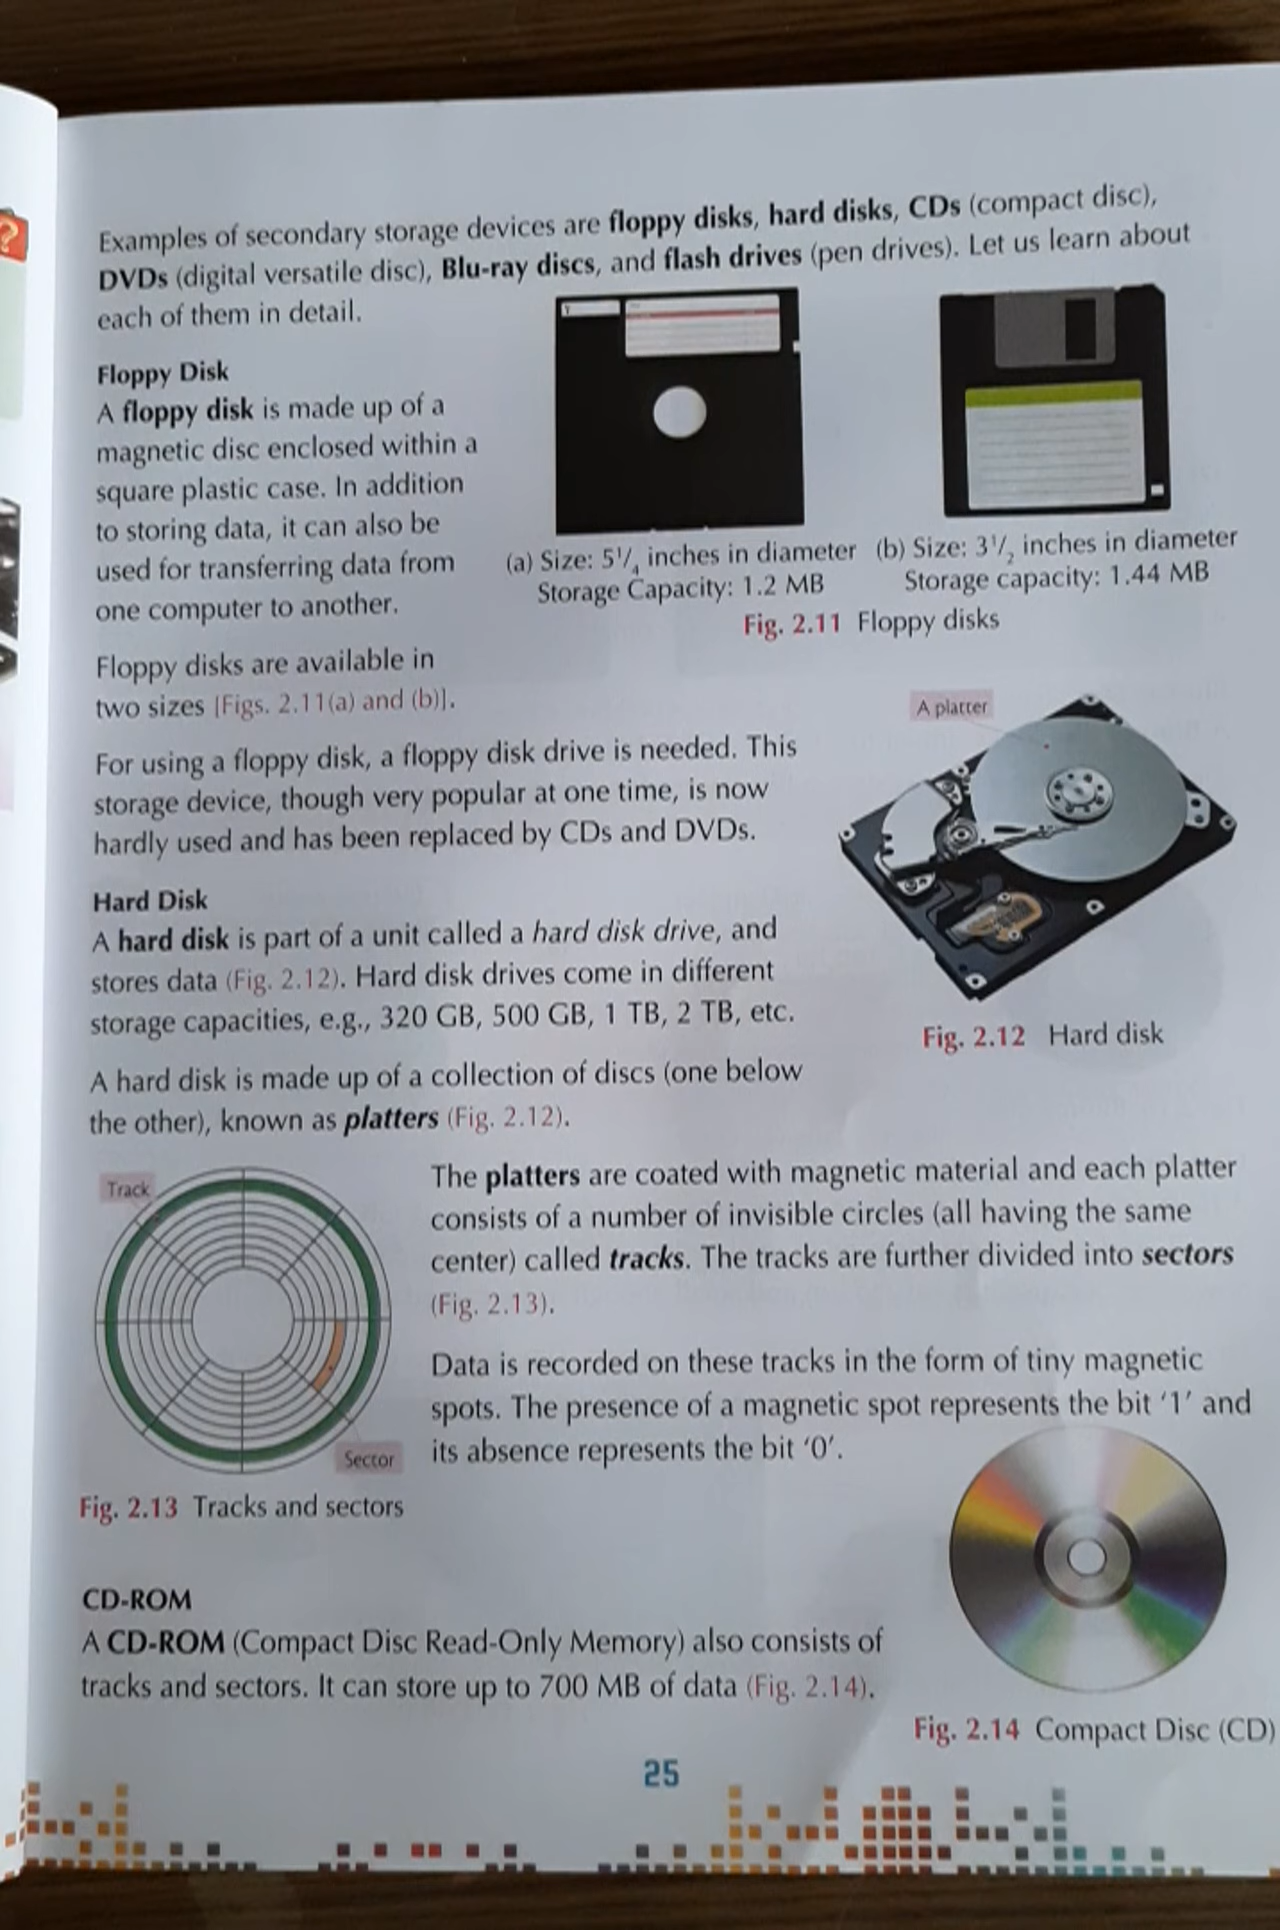 Examples of secondary storage devices are floppy disks, hard disks, CDs (compact disc),
DVDs (digital versatile disc), Blu-ray discs, and flash drives (pen drives). Let us learn about
each of them in detail.
Floppy Disk
A floppy disk is made up of a
magnetic disc enclosed within a
square plastic case. In addition
to storing data, it can also be
used for transferring data from
one computer to another.
(a) Size: 5¹/₄ inches in diameter
Storage Capacity: 1.2 MB
(b) Size: 3¹/₂ inches in diameter
Storage capacity: 1.44 MB
Fig. 2.11 Floppy disks
Floppy disks are available in
two sizes [Figs. 2.11(a) and (b)].
For using a floppy disk, a floppy disk drive is needed. This
storage device, though very popular at one time, is now
hardly used and has been replaced by CDs and DVDs.
A platter
Hard Disk
A hard disk is part of a unit called a hard disk drive, and
stores data (Fig. 2.12). Hard disk drives come in different
storage capacities, e.g., 320 GB, 500 GB, 1 TB, 2 TB, etc.
Fig. 2.12 Hard disk
A hard disk is made up of a collection of discs (one below
the other), known as platters (Fig. 2.12).
Track
Sector
Fig. 2.13 Tracks and sectors
The platters are coated with magnetic material and each platter
consists of a number of invisible circles (all having the same
center) called tracks. The tracks are further divided into sectors
(Fig. 2.13).
Data is recorded on these tracks in the form of tiny magnetic
spots. The presence of a magnetic spot represents the bit '1' and
its absence represents the bit '0'.
CD-ROM
A CD-ROM (Compact Disc Read-Only Memory) also consists of
tracks and sectors. It can store up to 700 MB of data (Fig. 2.14).
Fig. 2.14 Compact Disc (CD)
25
?